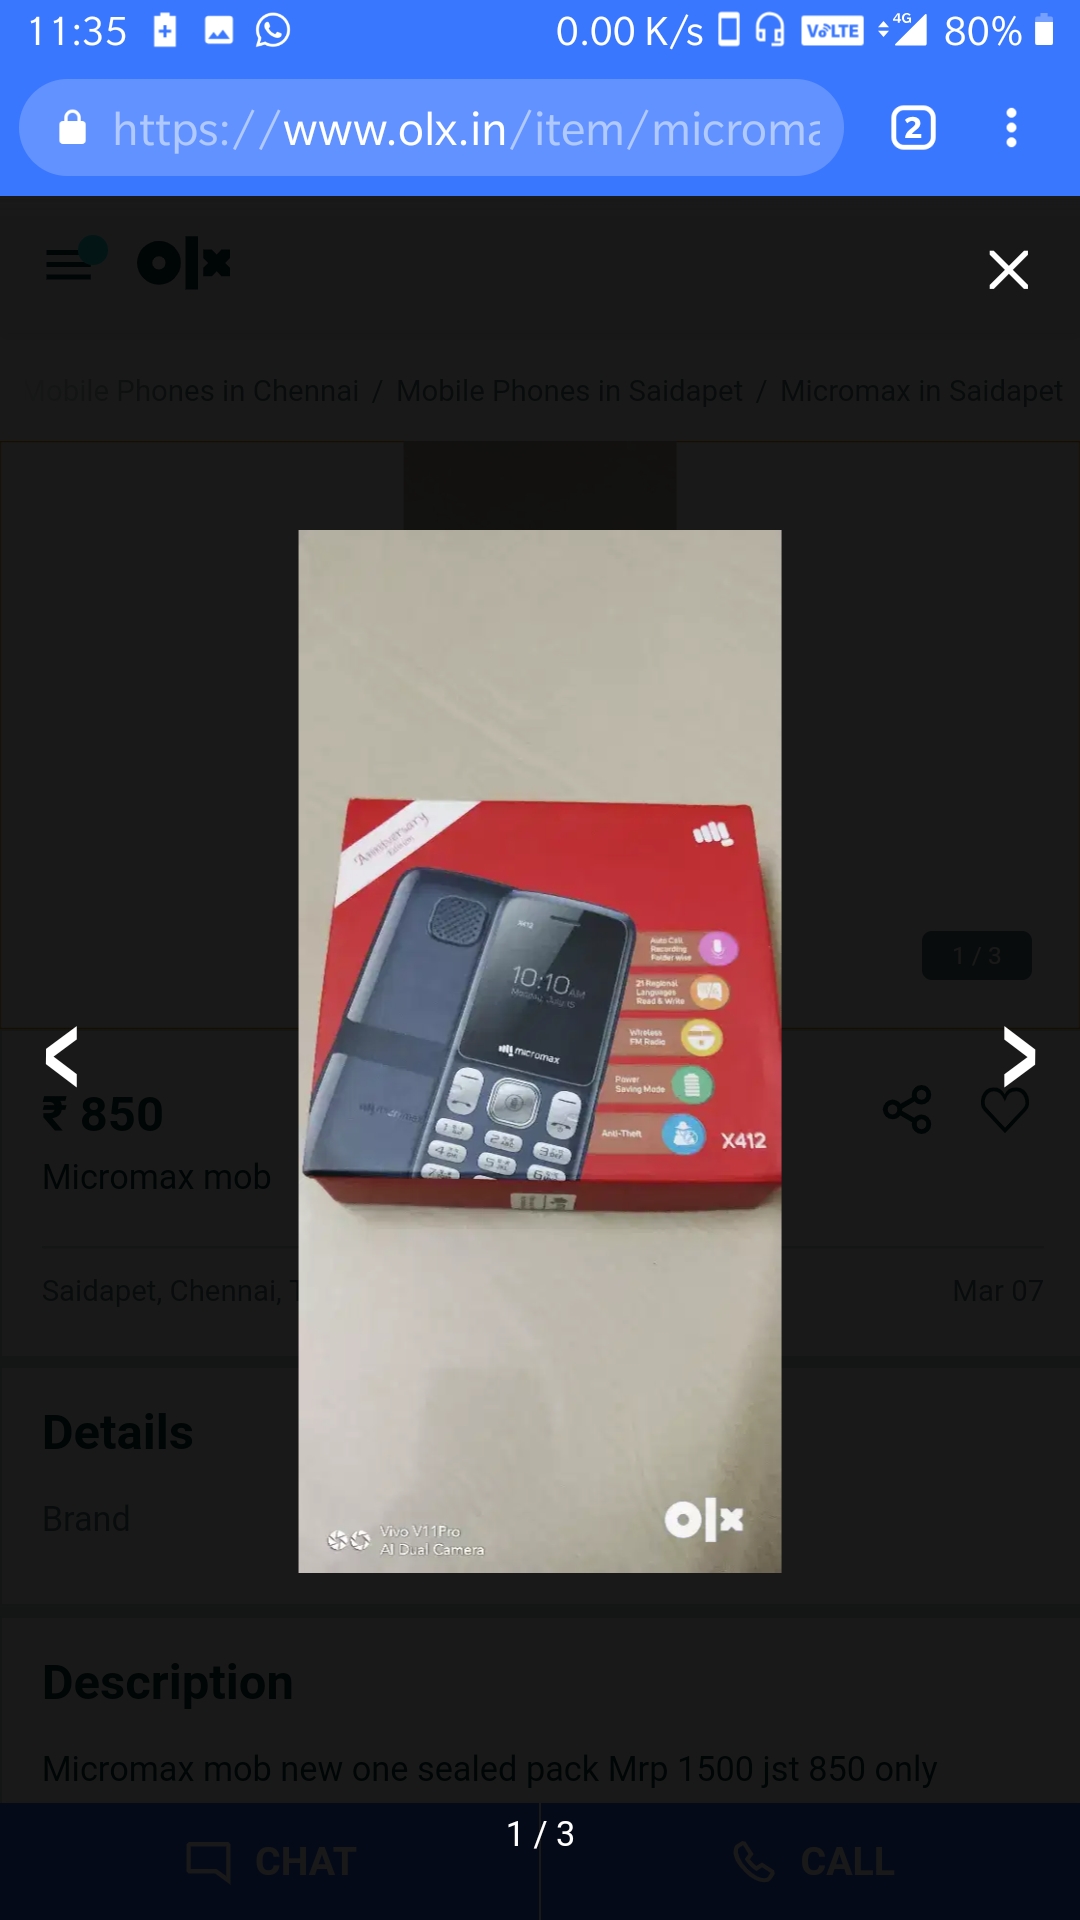 11:35
0.00 K/s
VoLTE
4G
80%
https://www.olx.in/item/microma
2
olx
Mobile Phones in Chennai / Mobile Phones in Saidapet / Micromax in Saidapet
Anniversary
Edition
X412
10:10 AM
micromax
Auto Call
Recording
Folder wise
21 Regional
Languages
Read & Write
Wireless
FM Radio
Power
Saving Mode
Anti-Theft
X412
1 / 3
₹ 850
Micromax mob
Saidapet, Chennai, T
Mar 07
Details
Brand
Vivo V11Pro
AI Dual Camera
olx
Description
Micromax mob new one sealed pack Mrp 1500 jst 850 only
1 / 3
CHAT
CALL